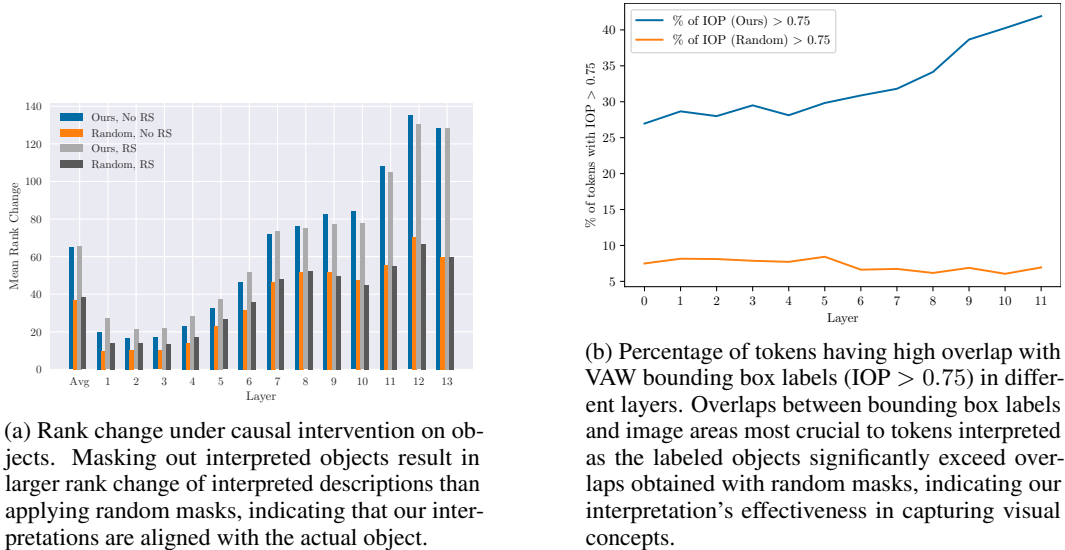 140
120
100
80
60
40
20
0
Mean Rank Change
Ours, No RS
Random, No RS
Ours, RS
Random, RS
Avg 1 2 3 4 5 6 7 8 9 10 11 12 13
Layer
(a) Rank change under causal intervention on ob-
jects. Masking out interpreted objects result in
larger rank change of interpreted descriptions than
applying random masks, indicating that our inter-
pretations are aligned with the actual object.
40
35
30
25
20
15
10
5
% of tokens with IOP > 0.75
% of IOP (Ours) > 0.75
% of IOP (Random) > 0.75
0 1 2 3 4 5 6 7 8 9 10 11
Layer
(b) Percentage of tokens having high overlap with
VAW bounding box labels (IOP > 0.75) in differ-
ent layers. Overlaps between bounding box labels
and image areas most crucial to tokens interpreted
as the labeled objects significantly exceed over-
laps obtained with random masks, indicating our
interpretation's effectiveness in capturing visual
concepts.